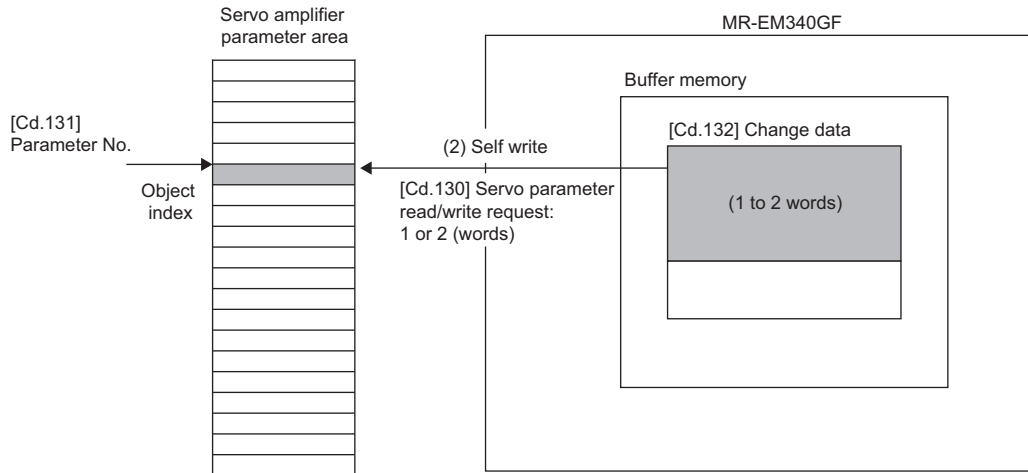 Servo amplifier
parameter area
MR-EM340GF
Buffer memory
[Cd.131]
Parameter No.
[Cd.132] Change data
(2) Self write
Object
index
[Cd.130] Servo parameter
read/write request:
1 or 2 (words)
(1 to 2 words)